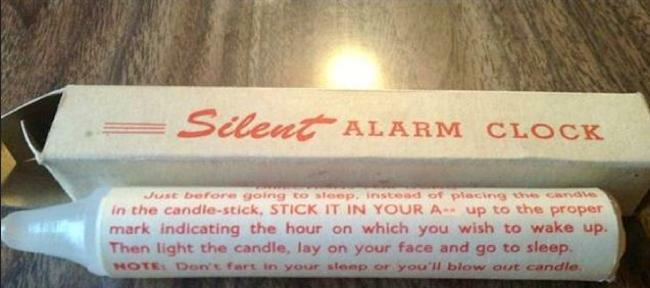 Silent ALARM CLOCK
Just before going to sleep, instead of placing the candle
in the candle-stick, STICK IT IN YOUR A-- up to the proper
mark indicating the hour on which you wish to wake up.
Then light the candle, lay on your face and go to sleep.
NOTE: Don't fart in your sleep or you'll blow out candle.